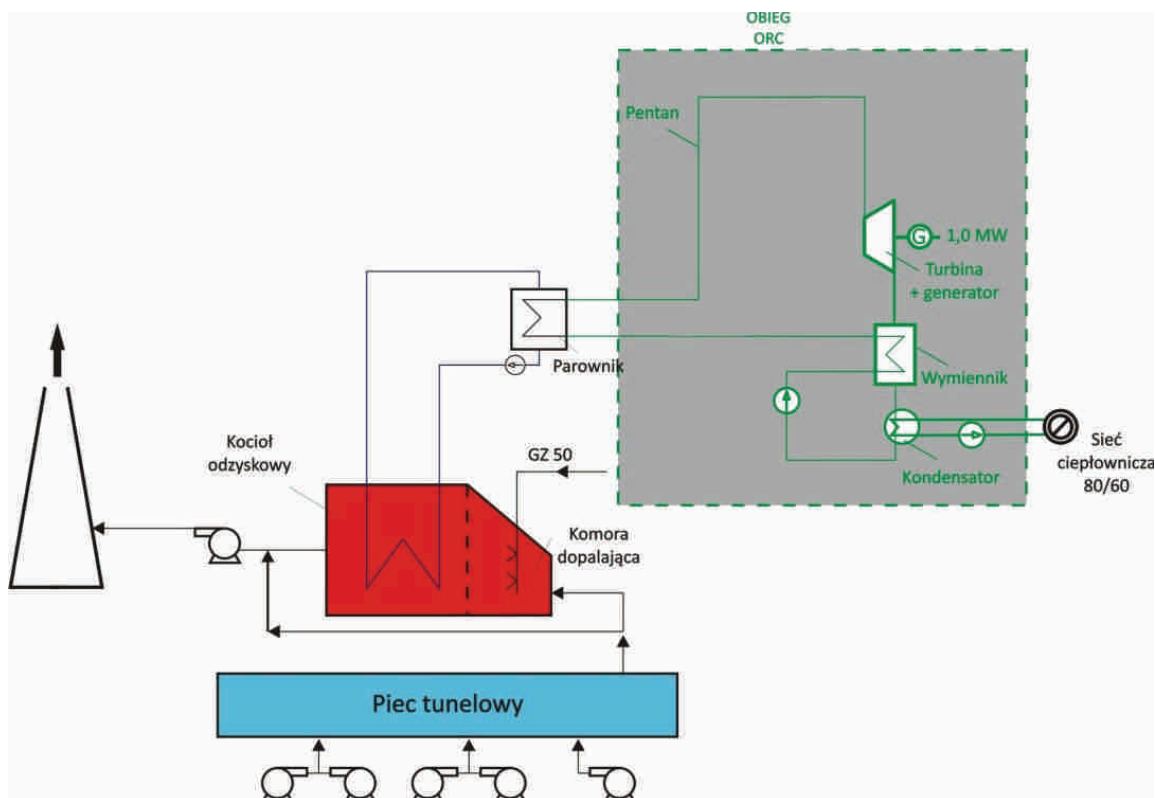 OBIEG
ORC
Pentan
G
1,0 MW
Turbina
+ generator
Parownik
Wymiennik
Kocioł
odzyskowy
GZ 50
Sieć
ciepłownicza
80/60
Kondensator
Komora
dopalająca
Piec tunelowy